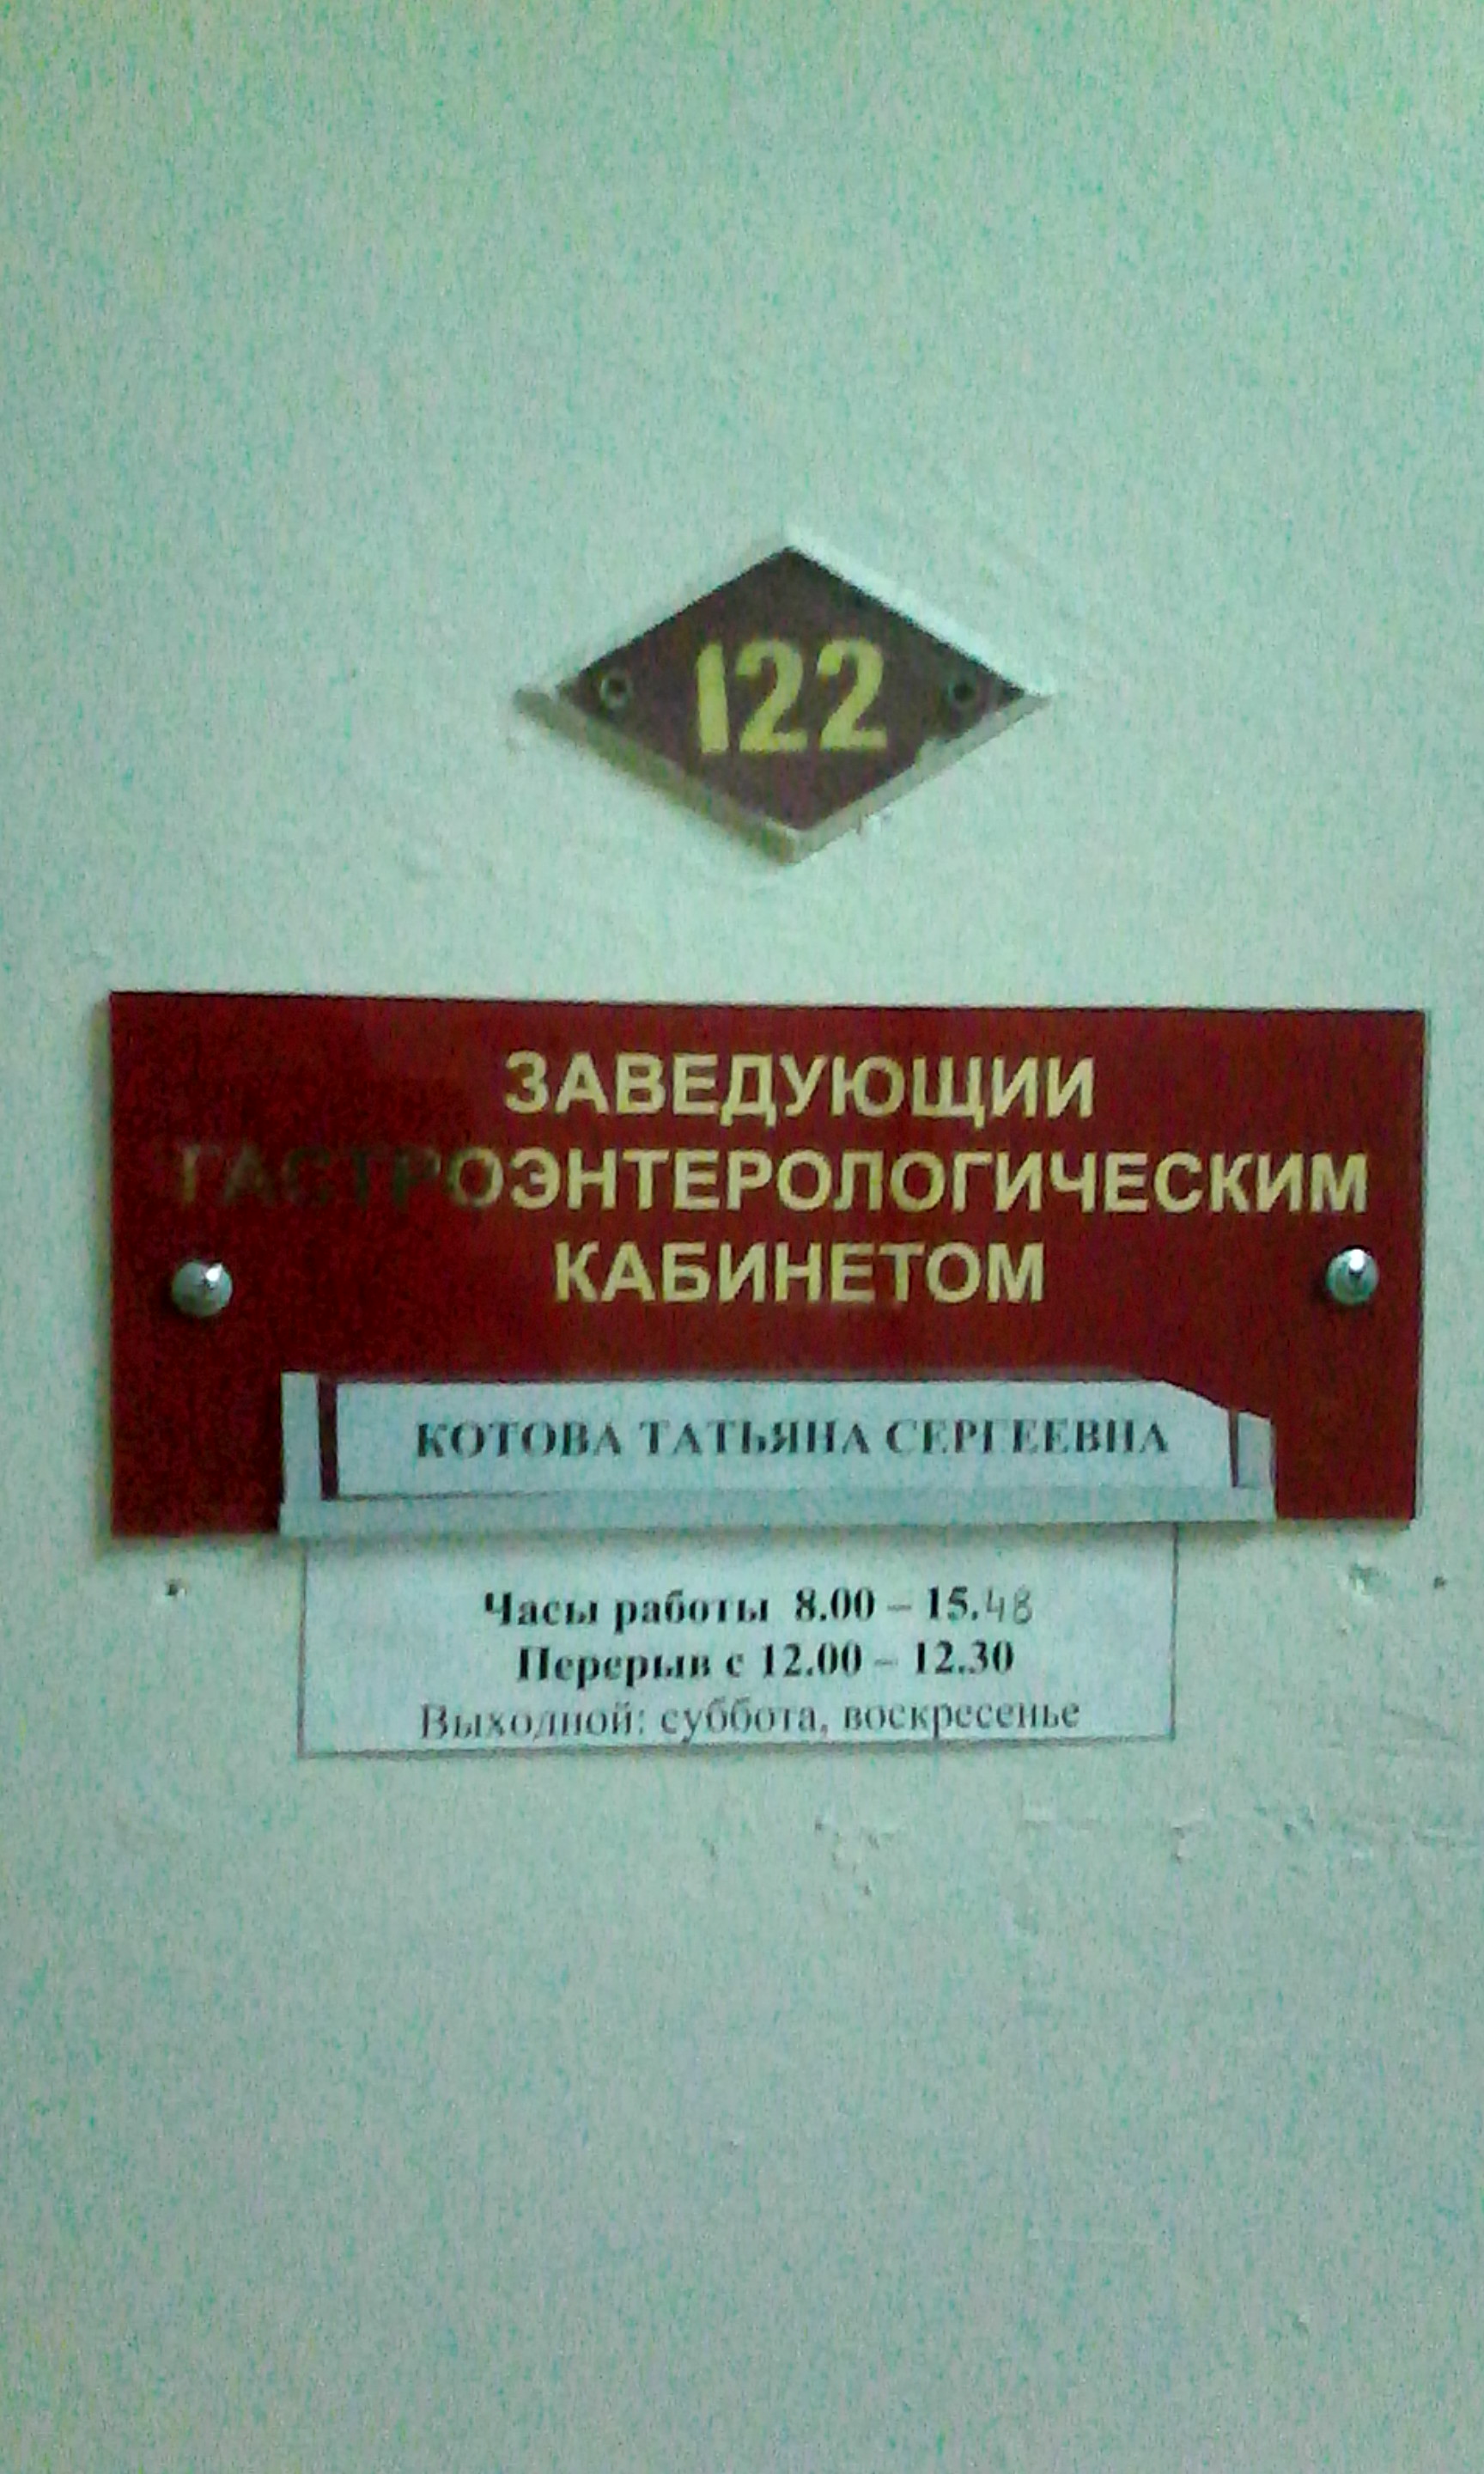 122
ЗАВЕДУЮЩИЙ
ГАСТРОЭНТЕРОЛОГИЧЕСКИМ
КАБИНЕТОМ
КОТОВА ТАТЬЯНА СЕРГЕЕВНА
Часы работы 8.00 – 15.48
Перерыв с 12.00 – 12.30
Выходной: суббота, воскресенье